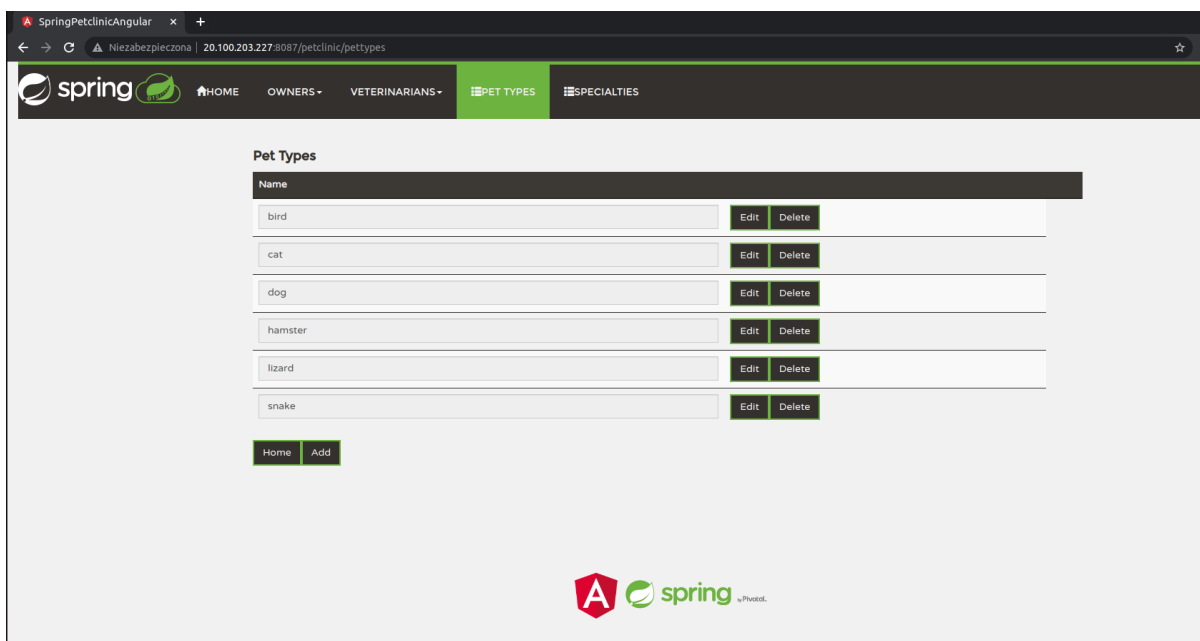 SpringPetclinicAngular
Niezabezpieczona | 20.100.203.227:8087/petclinic/pettypes
spring HOME OWNERS VETERINARIANS PET TYPES SPECIALTIES
Pet Types
Name
bird Edit Delete
cat Edit Delete
dog Edit Delete
hamster Edit Delete
lizard Edit Delete
snake Edit Delete
Home Add
A spring by Pivotal.